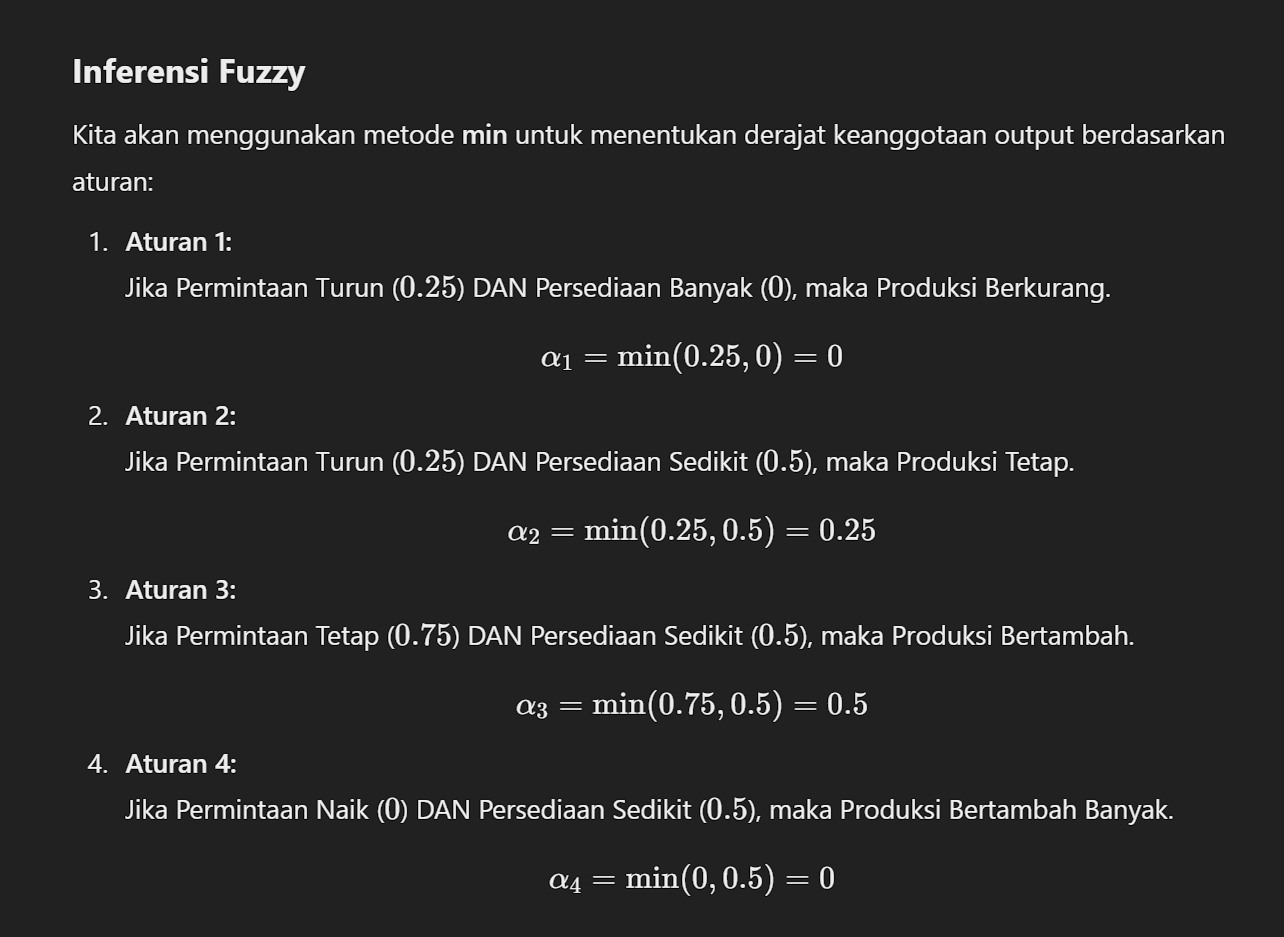 Inferensi Fuzzy
Kita akan menggunakan metode min untuk menentukan derajat keanggotaan output berdasarkan
aturan:
1. Aturan 1:
Jika Permintaan Turun (0.25) DAN Persediaan Banyak (0), maka Produksi Berkurang.
α₁ = min(0.25, 0) = 0
2. Aturan 2:
Jika Permintaan Turun (0.25) DAN Persediaan Sedikit (0.5), maka Produksi Tetap.
α₂ = min(0.25, 0.5) = 0.25
3. Aturan 3:
Jika Permintaan Tetap (0.75) DAN Persediaan Sedikit (0.5), maka Produksi Bertambah.
α₃ = min(0.75, 0.5) = 0.5
4. Aturan 4:
Jika Permintaan Naik (0) DAN Persediaan Sedikit (0.5), maka Produksi Bertambah Banyak.
α₄ = min(0, 0.5) = 0